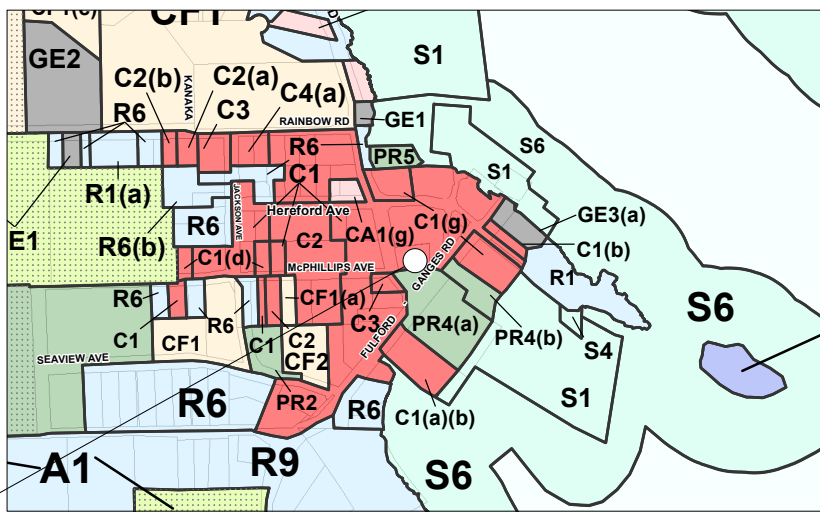 CF1
S1
GE2
C2(b)
KANAKA
C2(a)
C3
C4(a)
R6
RAINBOW RD
GE1
S6
R6
PR5
S1
R1(a)
C1
E1
R6(b)
R6
JACKSON AVE
Hereford Ave
C1(g)
GE3(a)
CA1(g)
C2
C1(b)
C1(d)
McPHILLIPS AVE
GANGES RD
R1
R6
CF1(a)
S6
C1
CF1
R6
C1
C2
C3
FULFORD -
PR4(a)
PR4(b)
S4
SEAVIEW AVE
CF2
S1
R6
PR2
R6
C1(a)(b)
A1
R9
S6